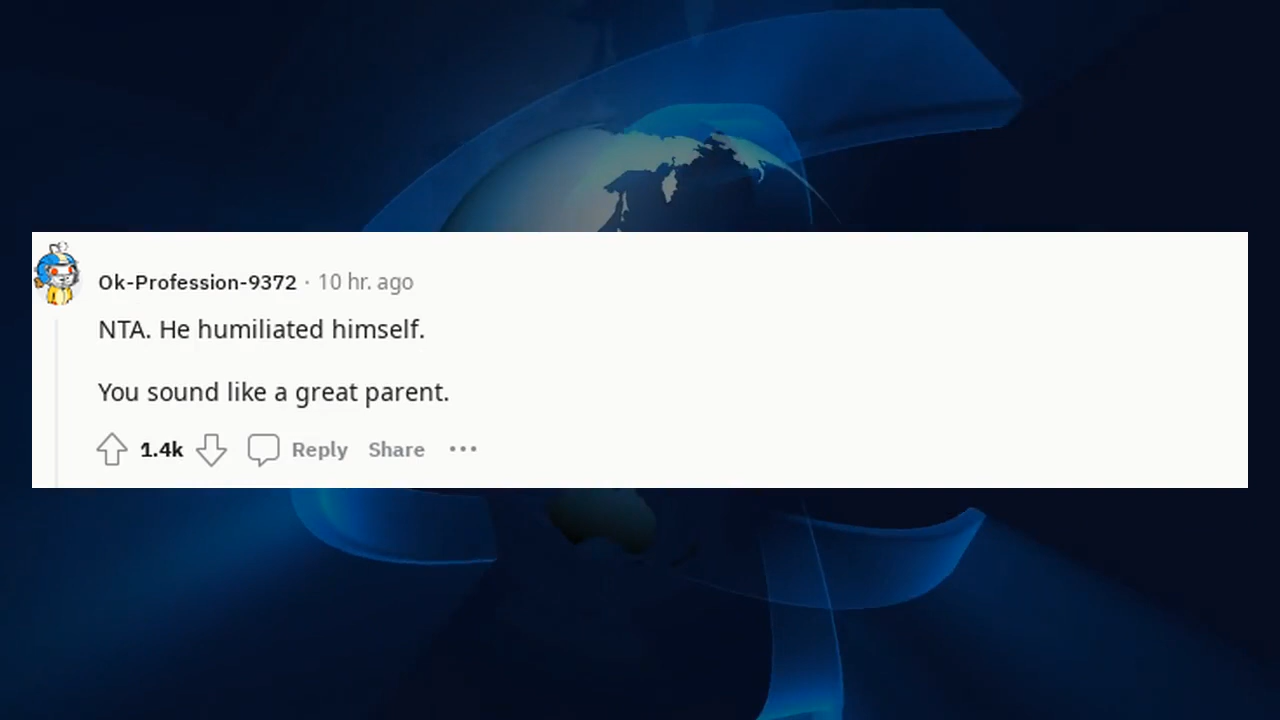 Ok-Profession-9372 · 10 hr. ago
NTA. He humiliated himself.
You sound like a great parent.
1.4k Reply Share ···